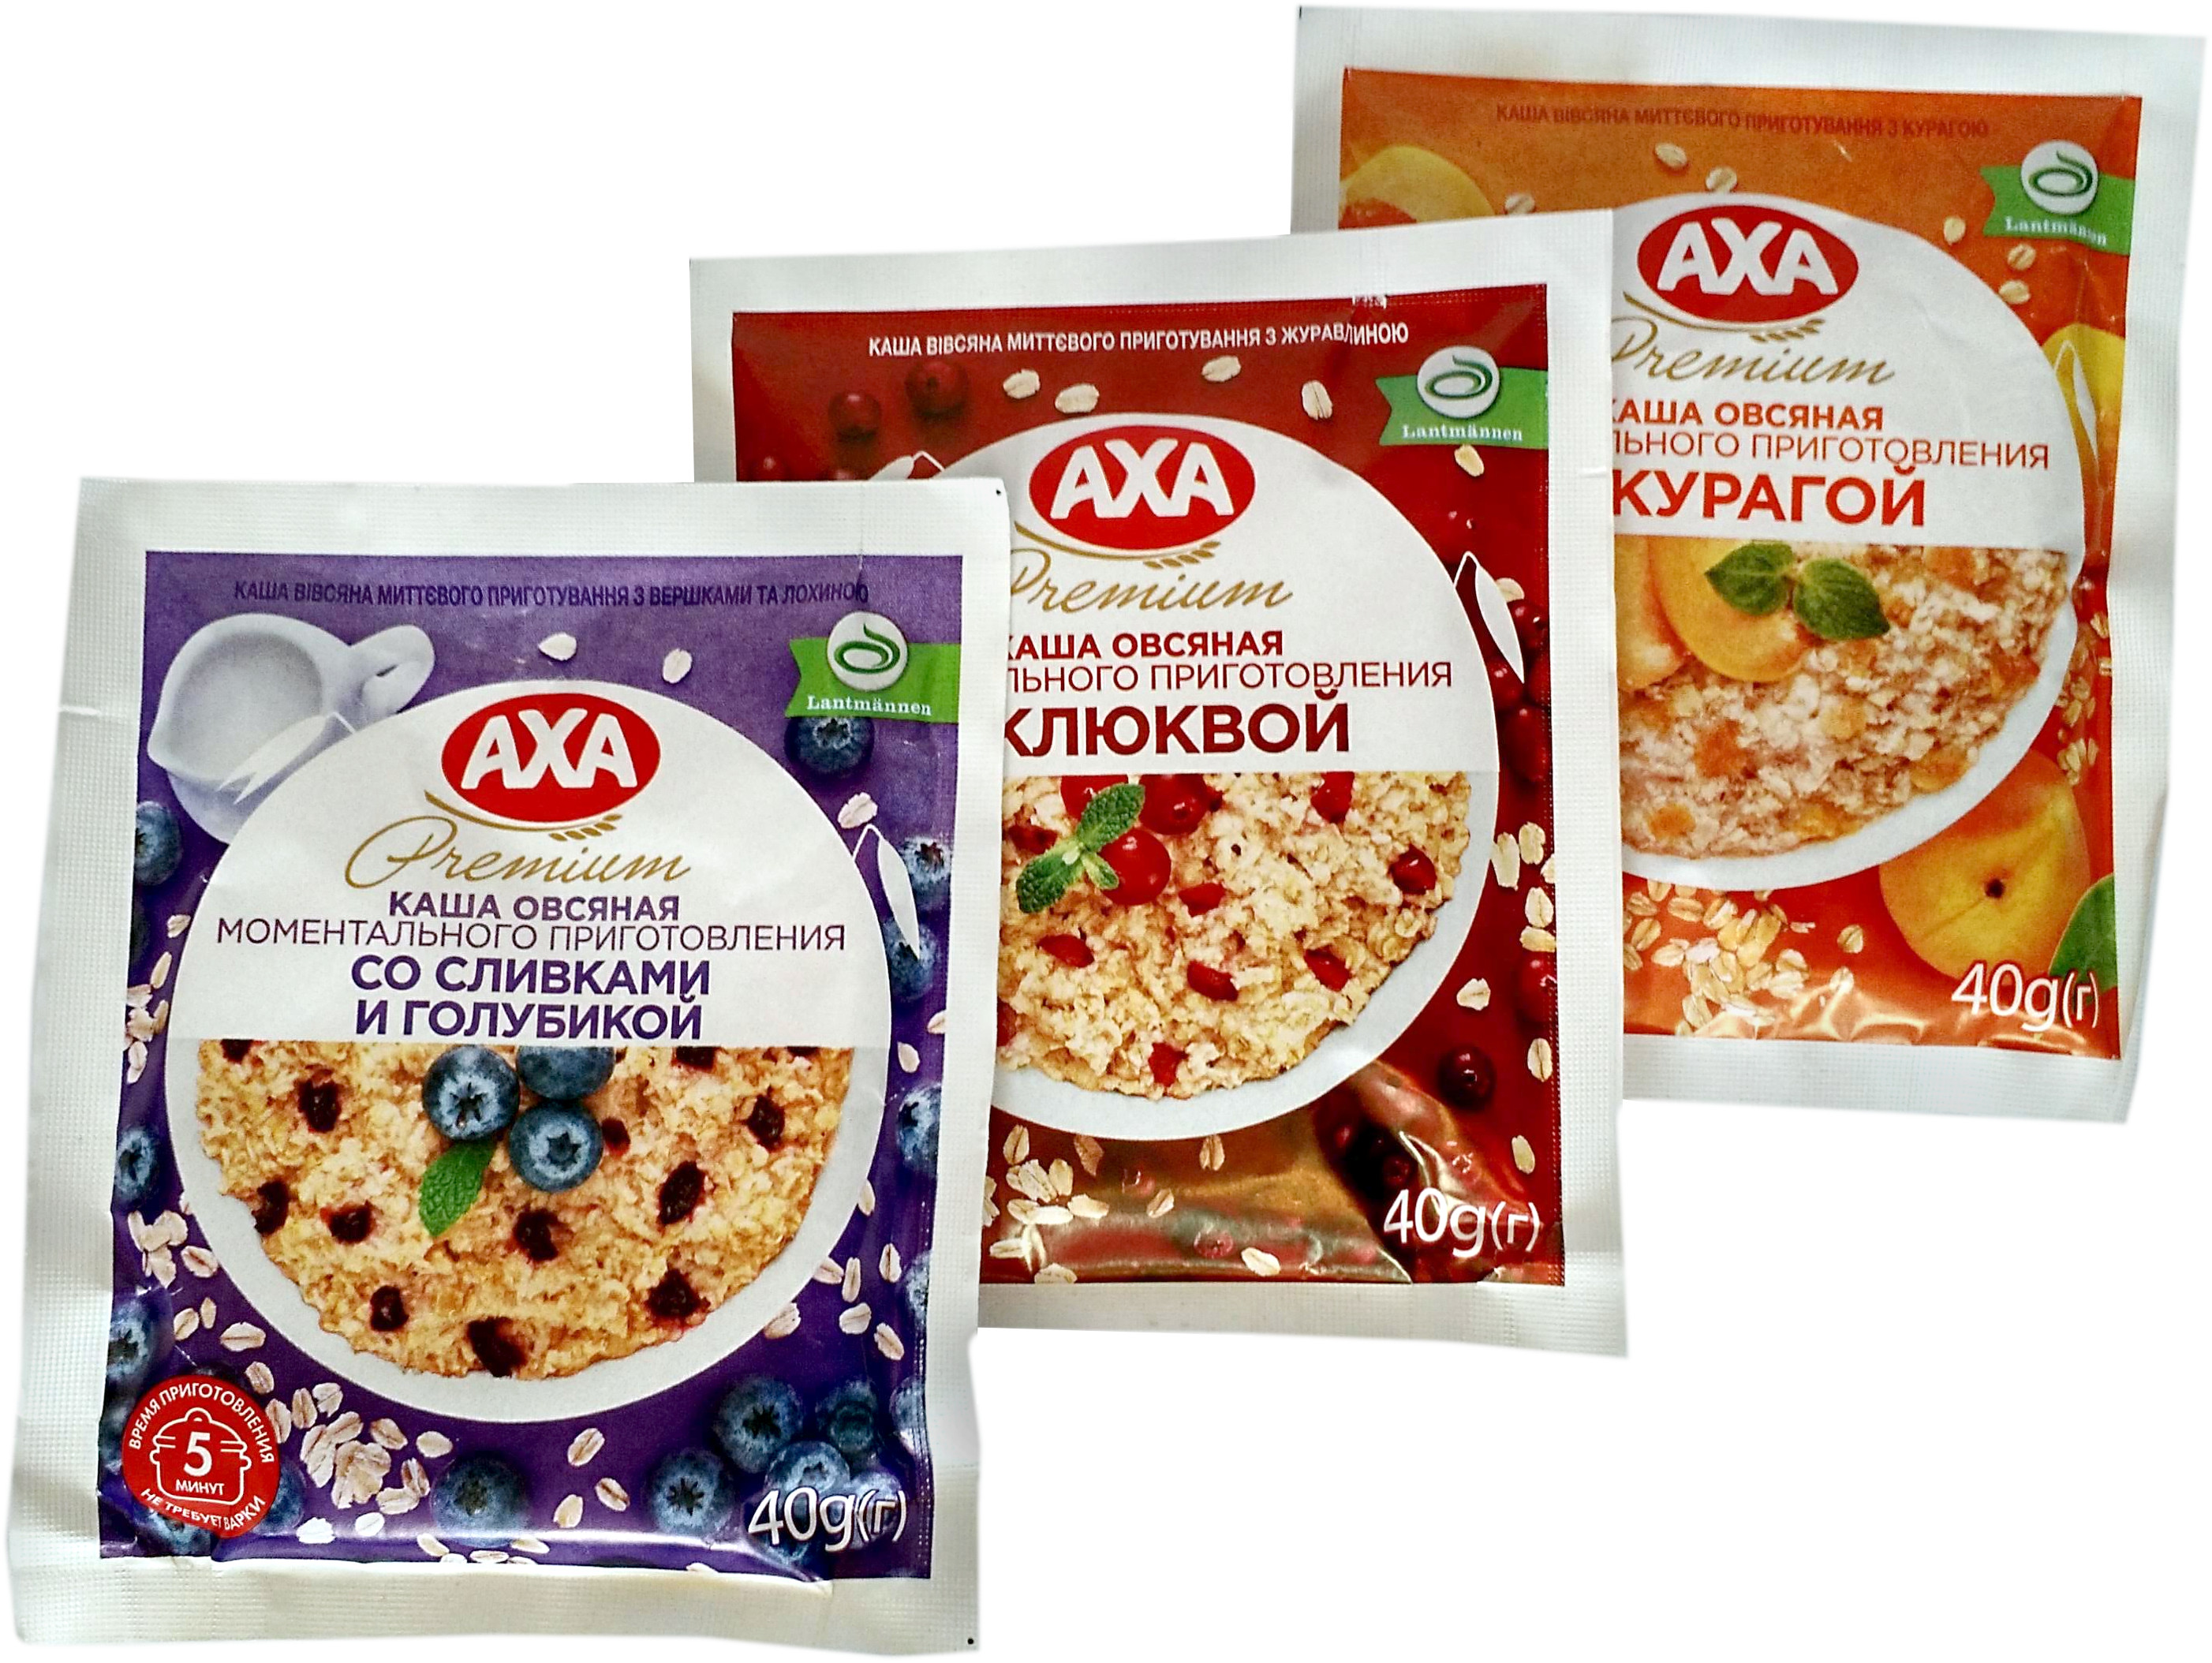 КАША ВІВСЯНА МИТТЄВОГО ПРИГОТУВАННЯ З ВЕРШКАМИ ТА ЛОХИНОЮ
Lantmännen
AXA
Premium
КАША ОВСЯНАЯ
МОМЕНТАЛЬНОГО ПРИГОТОВЛЕНИЯ
СО СЛИВКАМИ
И ГОЛУБИКОЙ
ВРЕМЯ ПРИГОТОВЛЕНИЯ
5
МИНУТ
НЕ ТРЕБУЕТ ВАРКИ
40g(г)
КАША ВІВСЯНА МИТТЄВОГО ПРИГОТУВАННЯ З ЖУРАВЛИНОЮ
Lantmännen
AXA
Premium
КАША ОВСЯНАЯ
ЛЬНОГО ПРИГОТОВЛЕНИЯ
КЛЮКВОЙ
40g(г)
КАША ВІВСЯНА МИТТЄВОГО ПРИГОТУВАННЯ З КУРАГОЮ
Lantmännen
AXA
Premium
КАША ОВСЯНАЯ
ЛЬНОГО ПРИГОТОВЛЕНИЯ
КУРАГОЙ
40g(г)